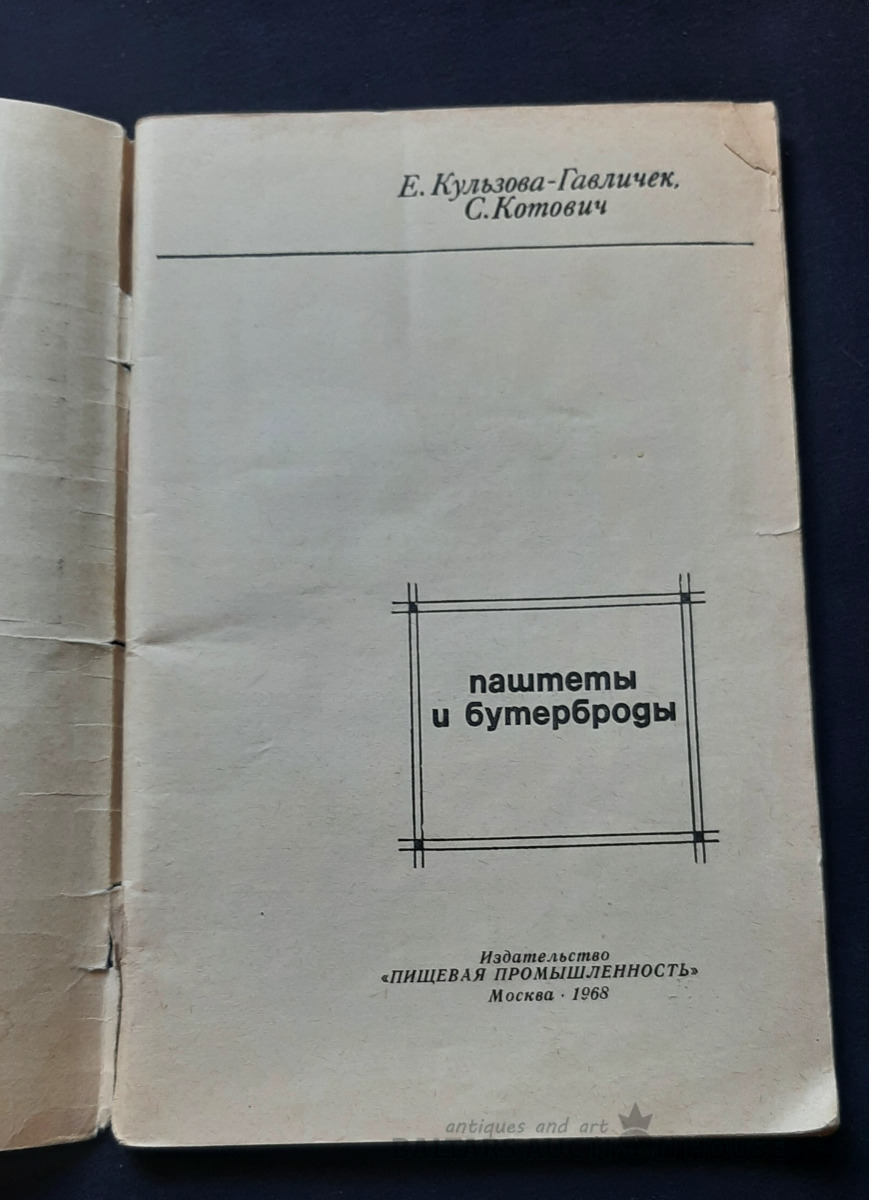 Е. Кульзова-Гавличек,
С.Котович
паштеты
и бутерброды
Издательство
«ПИЩЕВАЯ ПРОМЫШЛЕННОСТЬ»
Москва · 1968
antiques and art